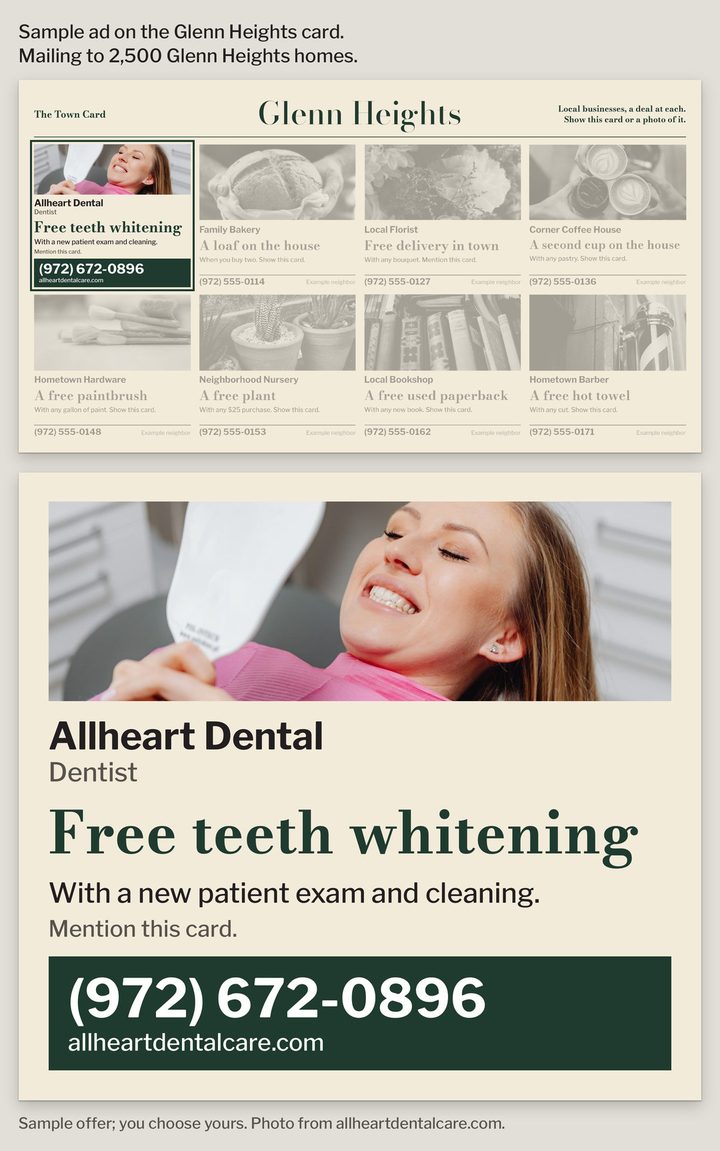 Sample ad on the Glenn Heights card.
Mailing to 2,500 Glenn Heights homes.
The Town Card
Glenn Heights
Local businesses, a deal at each.
Show this card or a photo of it.
Allheart Dental
Dentist
Free teeth whitening
With a new patient exam and cleaning.
Mention this card.
(972) 672-0896
allheartdentalcare.com
Family Bakery
A loaf on the house
When you buy two. Show this card.
(972) 555-0114
Example neighbor
Local Florist
Free delivery in town
With any bouquet. Mention this card.
(972) 555-0127
Example neighbor
Corner Coffee House
A second cup on the house
With any pastry. Show this card.
(972) 555-0136
Example neighbor
Hometown Hardware
A free paintbrush
With any gallon of paint. Show this card.
(972) 555-0148
Example neighbor
Neighborhood Nursery
A free plant
With any $25 purchase. Show this card.
(972) 555-0153
Example neighbor
Local Bookshop
A free used paperback
With any new book. Show this card.
(972) 555-0162
Example neighbor
Hometown Barber
A free hot towel
With any cut. Show this card.
(972) 555-0171
Example neighbor
Allheart Dental
Dentist
Free teeth whitening
With a new patient exam and cleaning.
Mention this card.
(972) 672-0896
allheartdentalcare.com
Sample offer; you choose yours. Photo from allheartdentalcare.com.